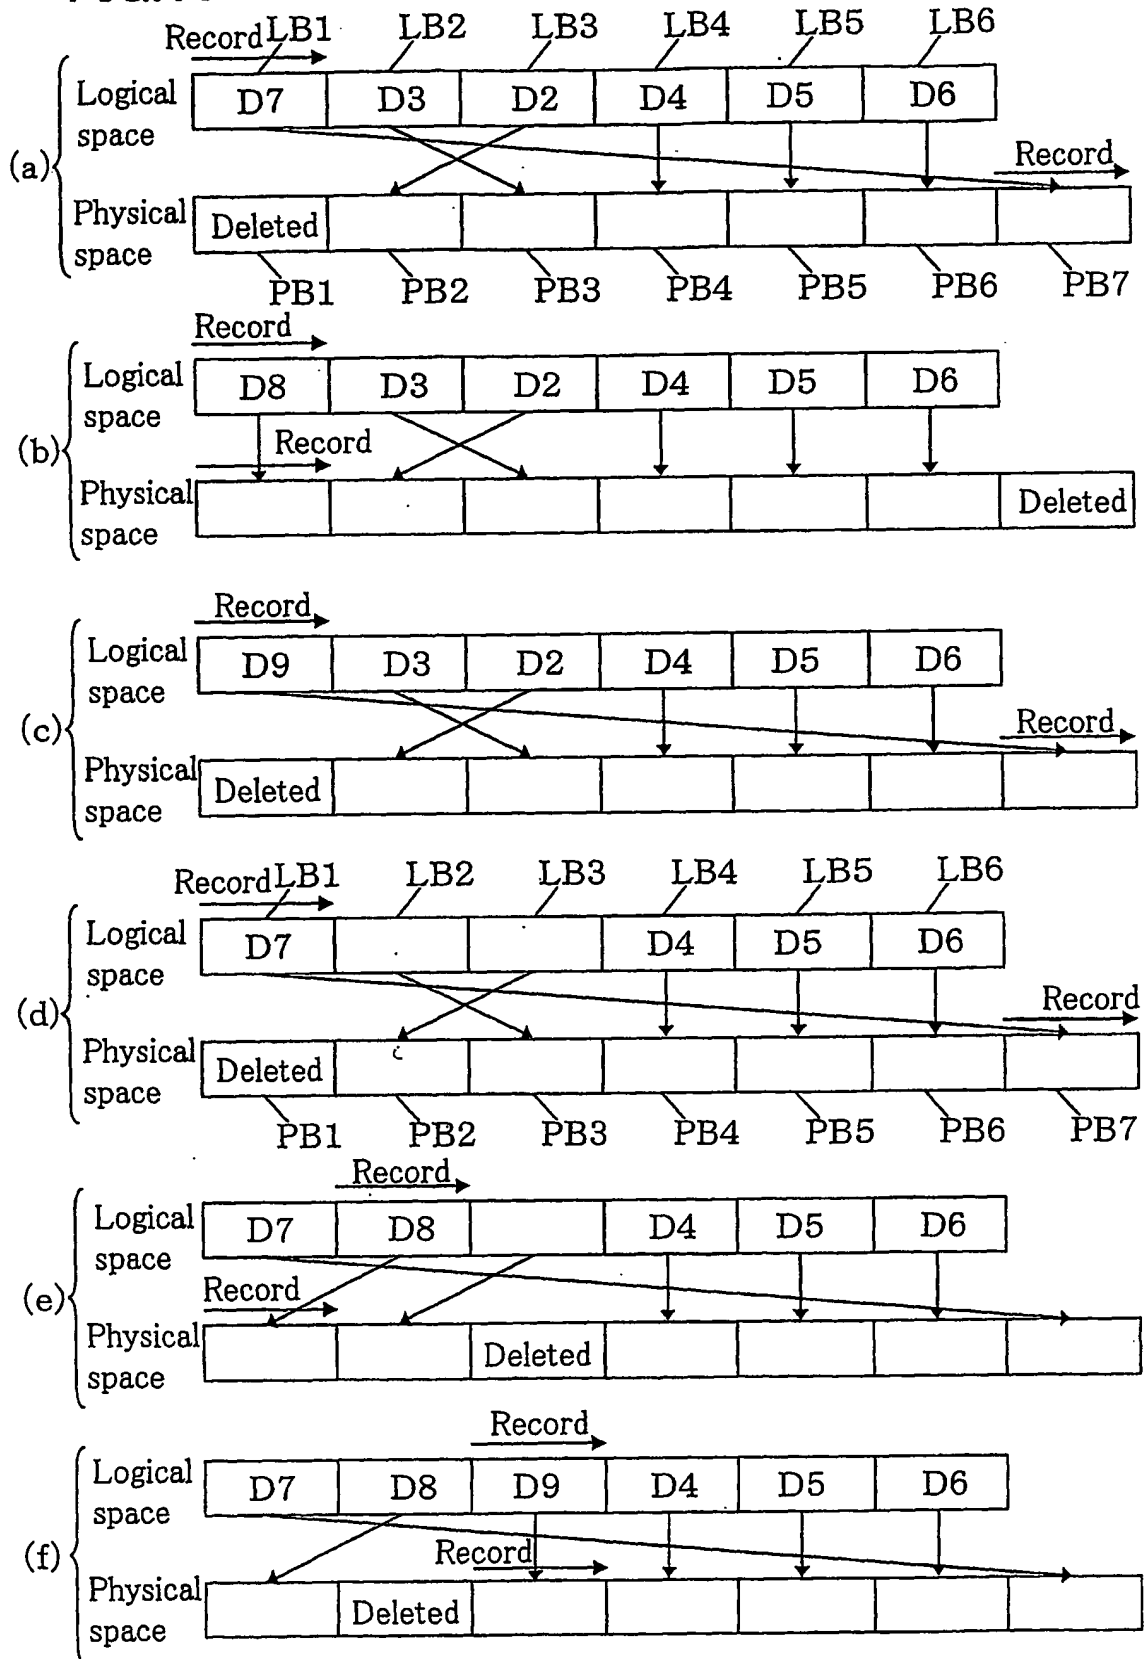 Record LB1 LB2 LB3 LB4 LB5 LB6
Logical space D7 D3 D2 D4 D5 D6
(a)
Record
Physical space Deleted
PB1 PB2 PB3 PB4 PB5 PB6 PB7
Record
Logical space D8 D3 D2 D4 D5 D6
(b)
Record
Physical space Deleted
Record
Logical space D9 D3 D2 D4 D5 D6
(c)
Record
Physical space Deleted
Record LB1 LB2 LB3 LB4 LB5 LB6
Logical space D7 D4 D5 D6
(d)
Record
Physical space Deleted
PB1 PB2 PB3 PB4 PB5 PB6 PB7
Record
Logical space D7 D8 D4 D5 D6
(e)
Record
Physical space Deleted
Record
Logical space D7 D8 D9 D4 D5 D6
(f)
Record
Physical space Deleted